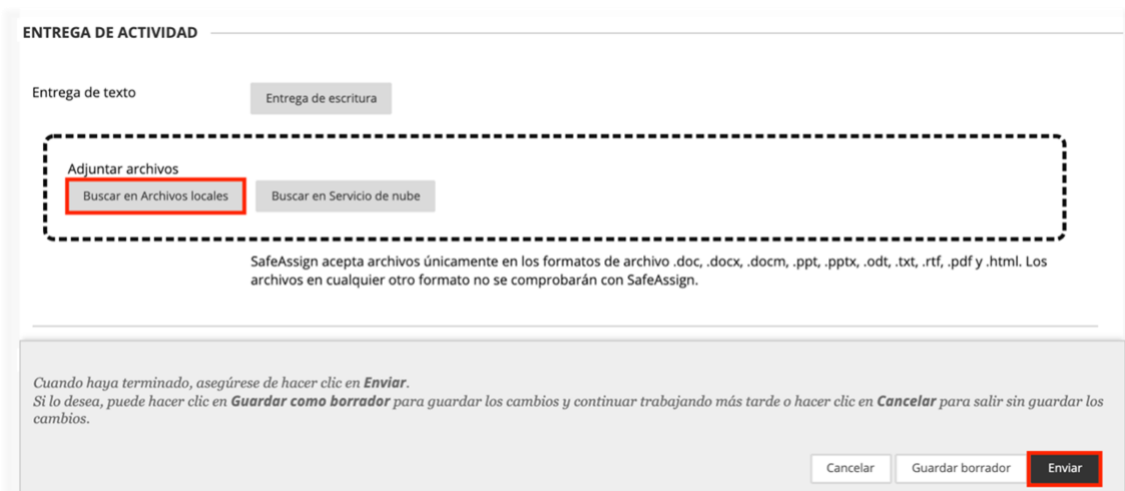 ENTREGA DE ACTIVIDAD
Entrega de texto
Entrega de escritura
Adjuntar archivos
Buscar en Archivos locales
Buscar en Servicio de nube
SafeAssign acepta archivos únicamente en los formatos de archivo .doc, .docx, .docm, .ppt, .pptx, .odt, .txt, .rtf, .pdf y .html. Los
archivos en cualquier otro formato no se comprobarán con SafeAssign.
Cuando haya terminado, asegúrese de hacer clic en Enviar.
Si lo desea, puede hacer clic en Guardar como borrador para guardar los cambios y continuar trabajando más tarde o hacer clic en Cancelar para salir sin guardar los
cambios.
Cancelar
Guardar borrador
Enviar